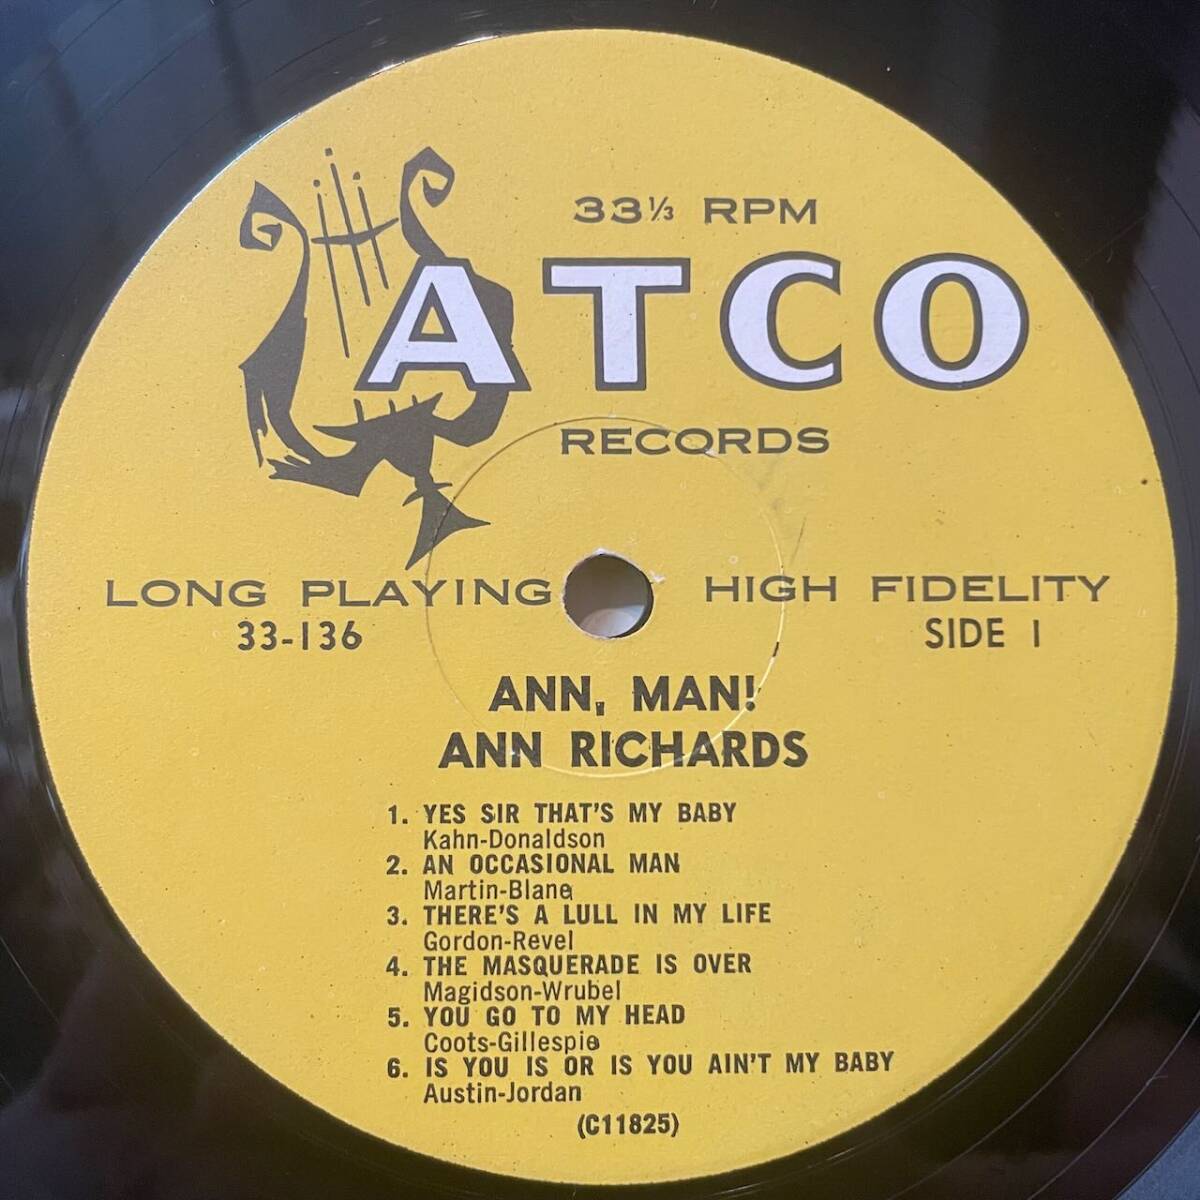 33⅓ RPM
ATCO
RECORDS
LONG PLAYING HIGH FIDELITY
33-136 SIDE 1
ANN, MAN!
ANN RICHARDS
1. YES SIR THAT'S MY BABY
Kahn-Donaldson
2. AN OCCASIONAL MAN
Martin-Blane
3. THERE'S A LULL IN MY LIFE
Gordon-Revel
4. THE MASQUERADE IS OVER
Magidson-Wrubel
5. YOU GO TO MY HEAD
Coots-Gillespie
6. IS YOU IS OR IS YOU AIN'T MY BABY
Austin-Jordan
(C11825)